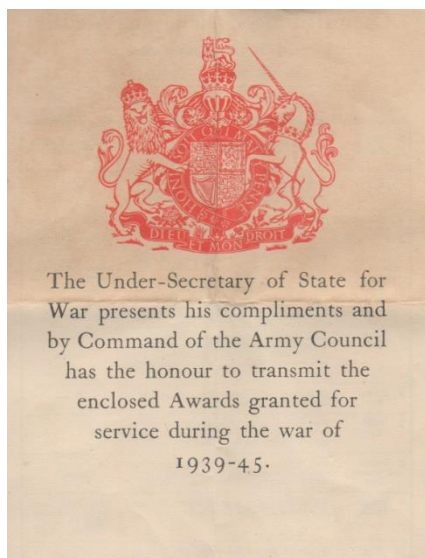 DIEU ET MON DROIT
The Under-Secretary of State for
War presents his compliments and
by Command of the Army Council
has the honour to transmit the
enclosed Awards granted for
service during the war of
1939-45.